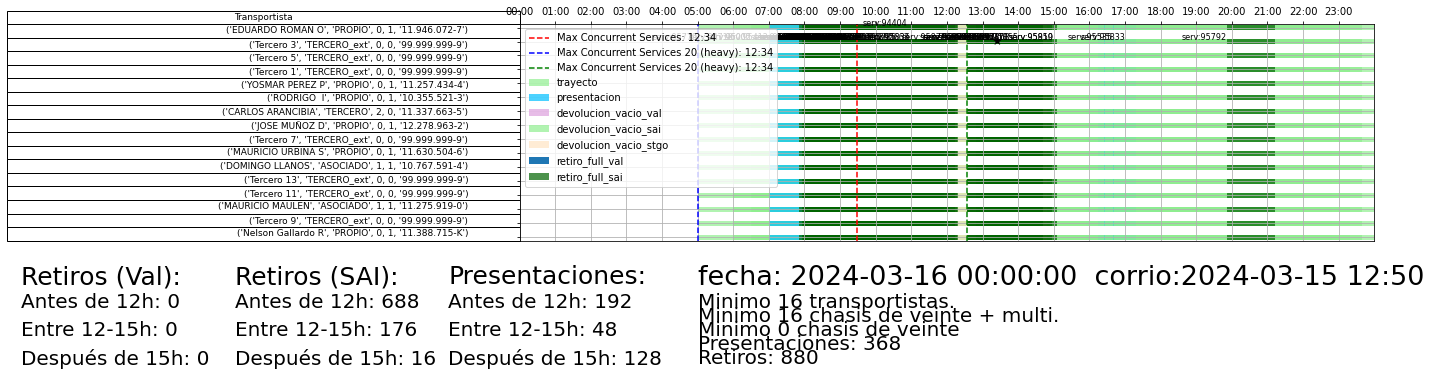 00:00 01:00 02:00 03:00 04:00 05:00 06:00 07:00 08:00 09:00 10:00 11:00 12:00 13:00 14:00 15:00 16:00 17:00 18:00 19:00 20:00 21:00 22:00 23:00
Transportista
serv:94404
('EDUARDO ROMAN O', 'PROPIO', 0, 1, '11.946.072-7')
('Tercero 3', 'TERCERO_ext', 0, 0, '99.999.999-9')
serv:95792
('Tercero 5', 'TERCERO_ext', 0, 0, '99.999.999-9')
('Tercero 1', 'TERCERO_ext', 0, 0, '99.999.999-9')
('YOSMAR PEREZ P', 'PROPIO', 0, 1, '11.257.434-4')
('RODRIGO  I', 'PROPIO', 0, 1, '10.355.521-3')
('CARLOS ARANCIBIA', 'TERCERO', 2, 0, '11.337.663-5')
('JOSE MUÑOZ D', 'PROPIO', 0, 1, '12.278.963-2')
('Tercero 7', 'TERCERO_ext', 0, 0, '99.999.999-9')
('MAURICIO URBINA S', 'PROPIO', 0, 1, '11.630.504-6')
('DOMINGO LLANOS', 'ASOCIADO', 1, 1, '10.767.591-4')
('Tercero 13', 'TERCERO_ext', 0, 0, '99.999.999-9')
('Tercero 11', 'TERCERO_ext', 0, 0, '99.999.999-9')
('MAURICIO MAULEN', 'ASOCIADO', 1, 1, '11.275.919-0')
('Tercero 9', 'TERCERO_ext', 0, 0, '99.999.999-9')
('Nelson Gallardo R', 'PROPIO', 0, 1, '11.388.715-K')
Max Concurrent Services: 12:34
Max Concurrent Services 20 (heavy): 12:34
Max Concurrent Services 20 (heavy): 12:34
trayecto
presentacion
devolucion_vacio_val
devolucion_vacio_sai
devolucion_vacio_stgo
retiro_full_val
retiro_full_sai
Retiros (Val):
Antes de 12h: 0
Entre 12-15h: 0
Después de 15h: 0
Retiros (SAI):
Antes de 12h: 688
Entre 12-15h: 176
Después de 15h: 16
Presentaciones:
Antes de 12h: 192
Entre 12-15h: 48
Después de 15h: 128
fecha: 2024-03-16 00:00:00  corrio:2024-03-15 12:50
Minimo 16 transportistas.
Minimo 16 chasis de veinte + multi.
Minimo 0 chasis de veinte
Presentaciones: 368
Retiros: 880